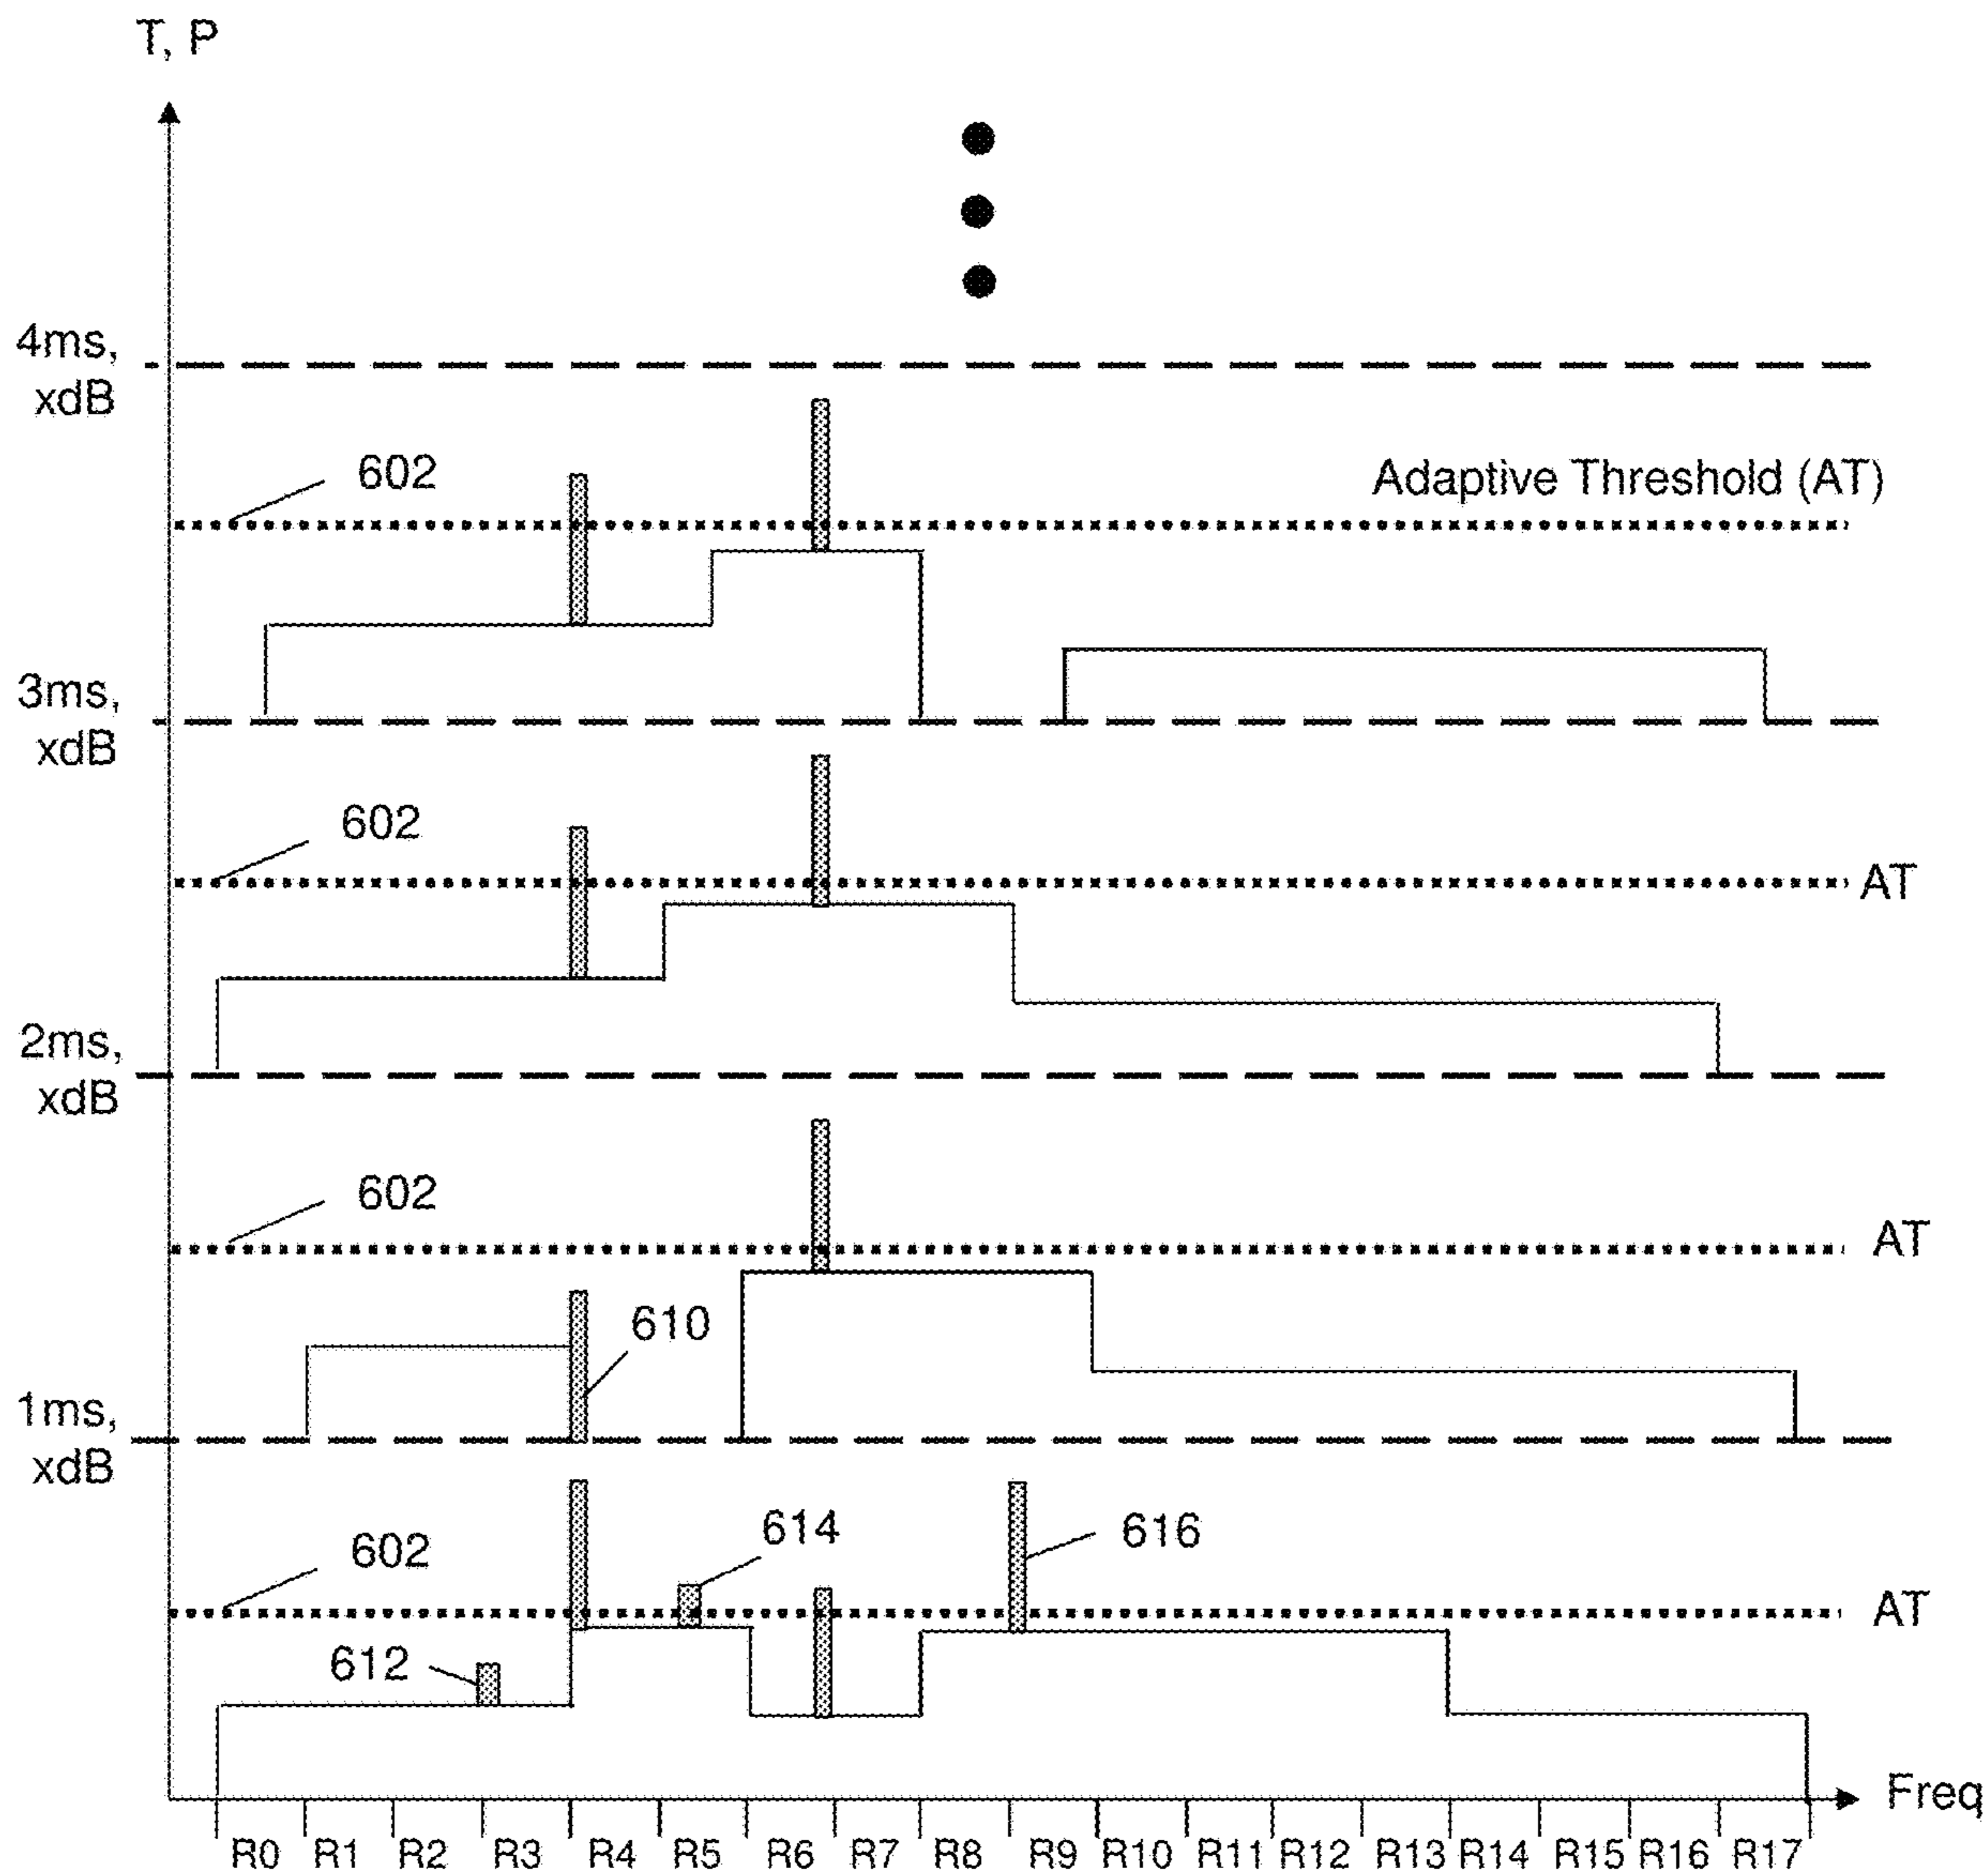 T, P
4ms,
xdB
602
Adaptive Threshold (AT)
3ms,
xdB
602
AT
2ms,
xdB
602
AT
610
1ms,
xdB
602
614
616
AT
612
Freq
R0 R1 R2 R3 R4 R5 R6 R7 R8 R9 R10 R11 R12 R13 R14 R15 R16 R17